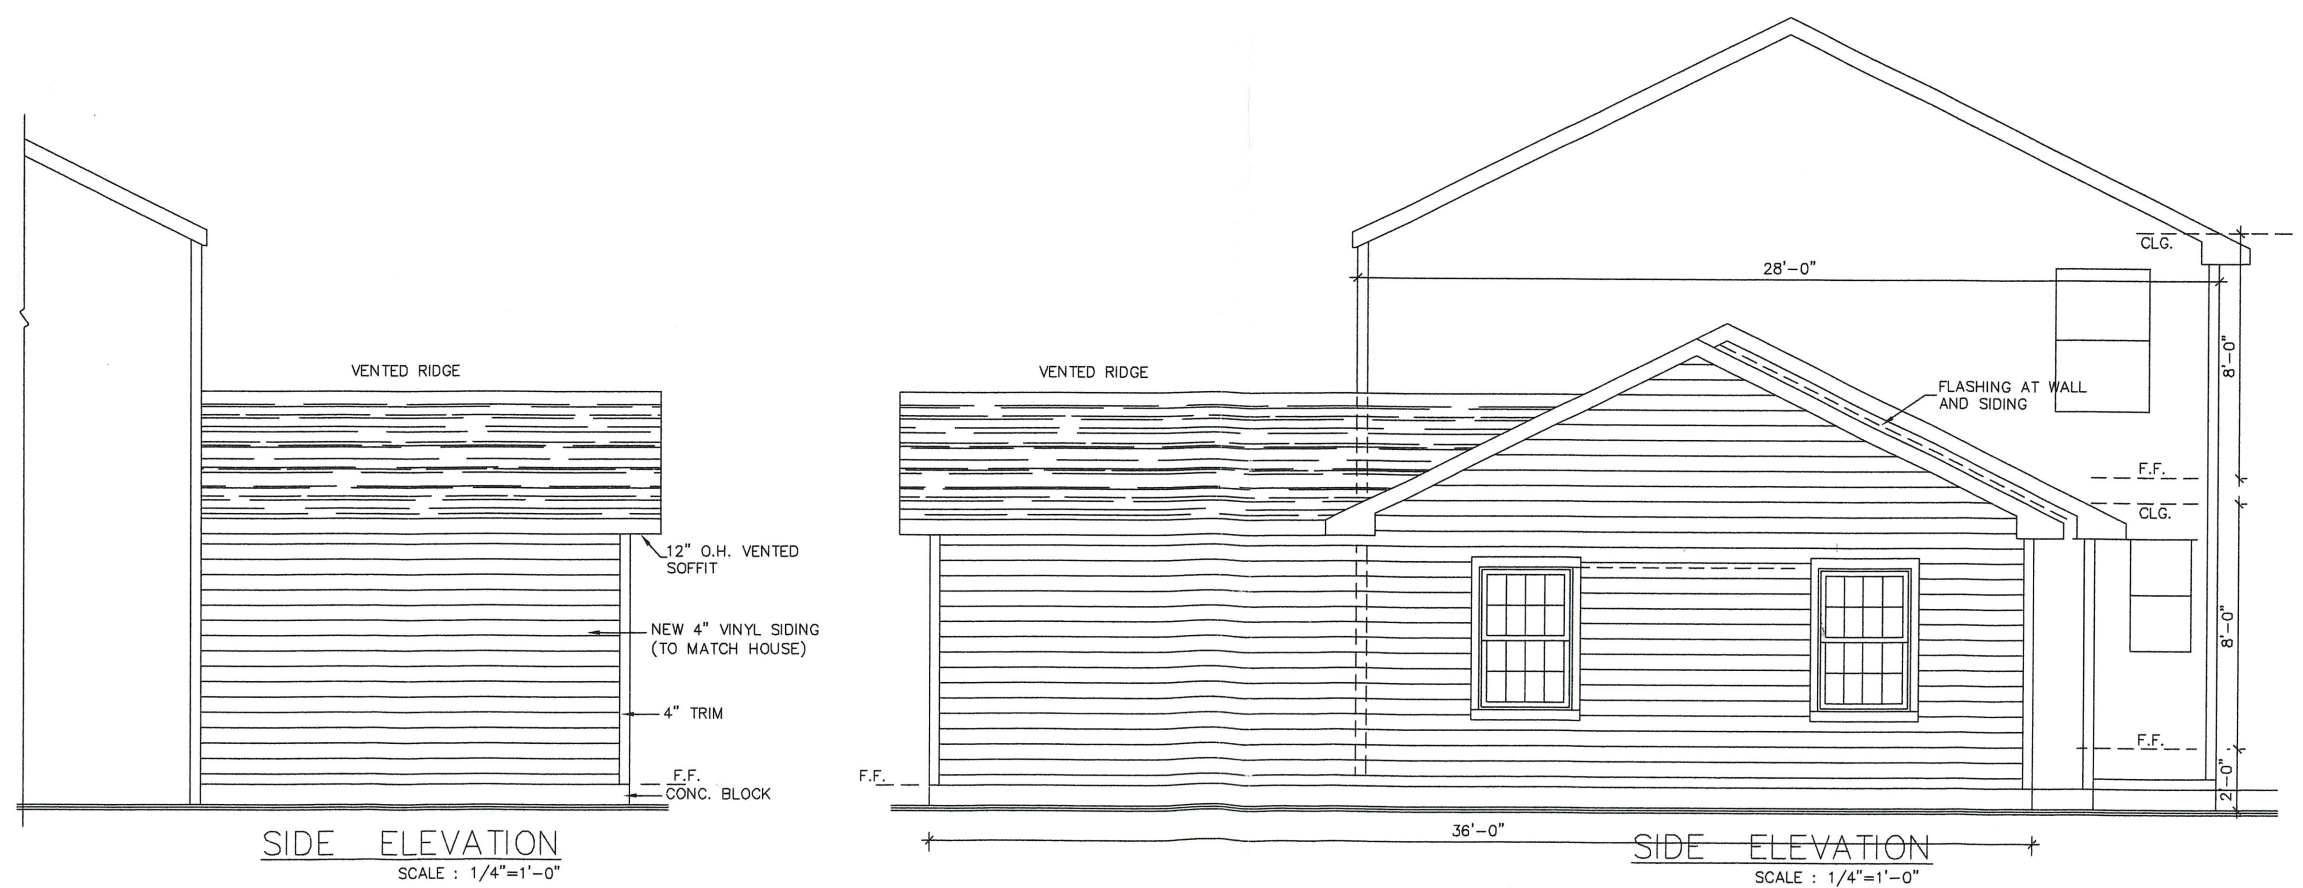 VENTED RIDGE
12" O.H. VENTED
SOFFIT
NEW 4" VINYL SIDING
(TO MATCH HOUSE)
4" TRIM
F.F.
CONC. BLOCK
SIDE ELEVATION
SCALE : 1/4"=1'-0"
CLG.
28'-0"
8'-0"
VENTED RIDGE
FLASHING AT WALL
AND SIDING
F.F.
CLG.
8'-0"
F.F.
F.F.
2'-0"
36'-0"
SIDE ELEVATION
SCALE : 1/4"=1'-0"